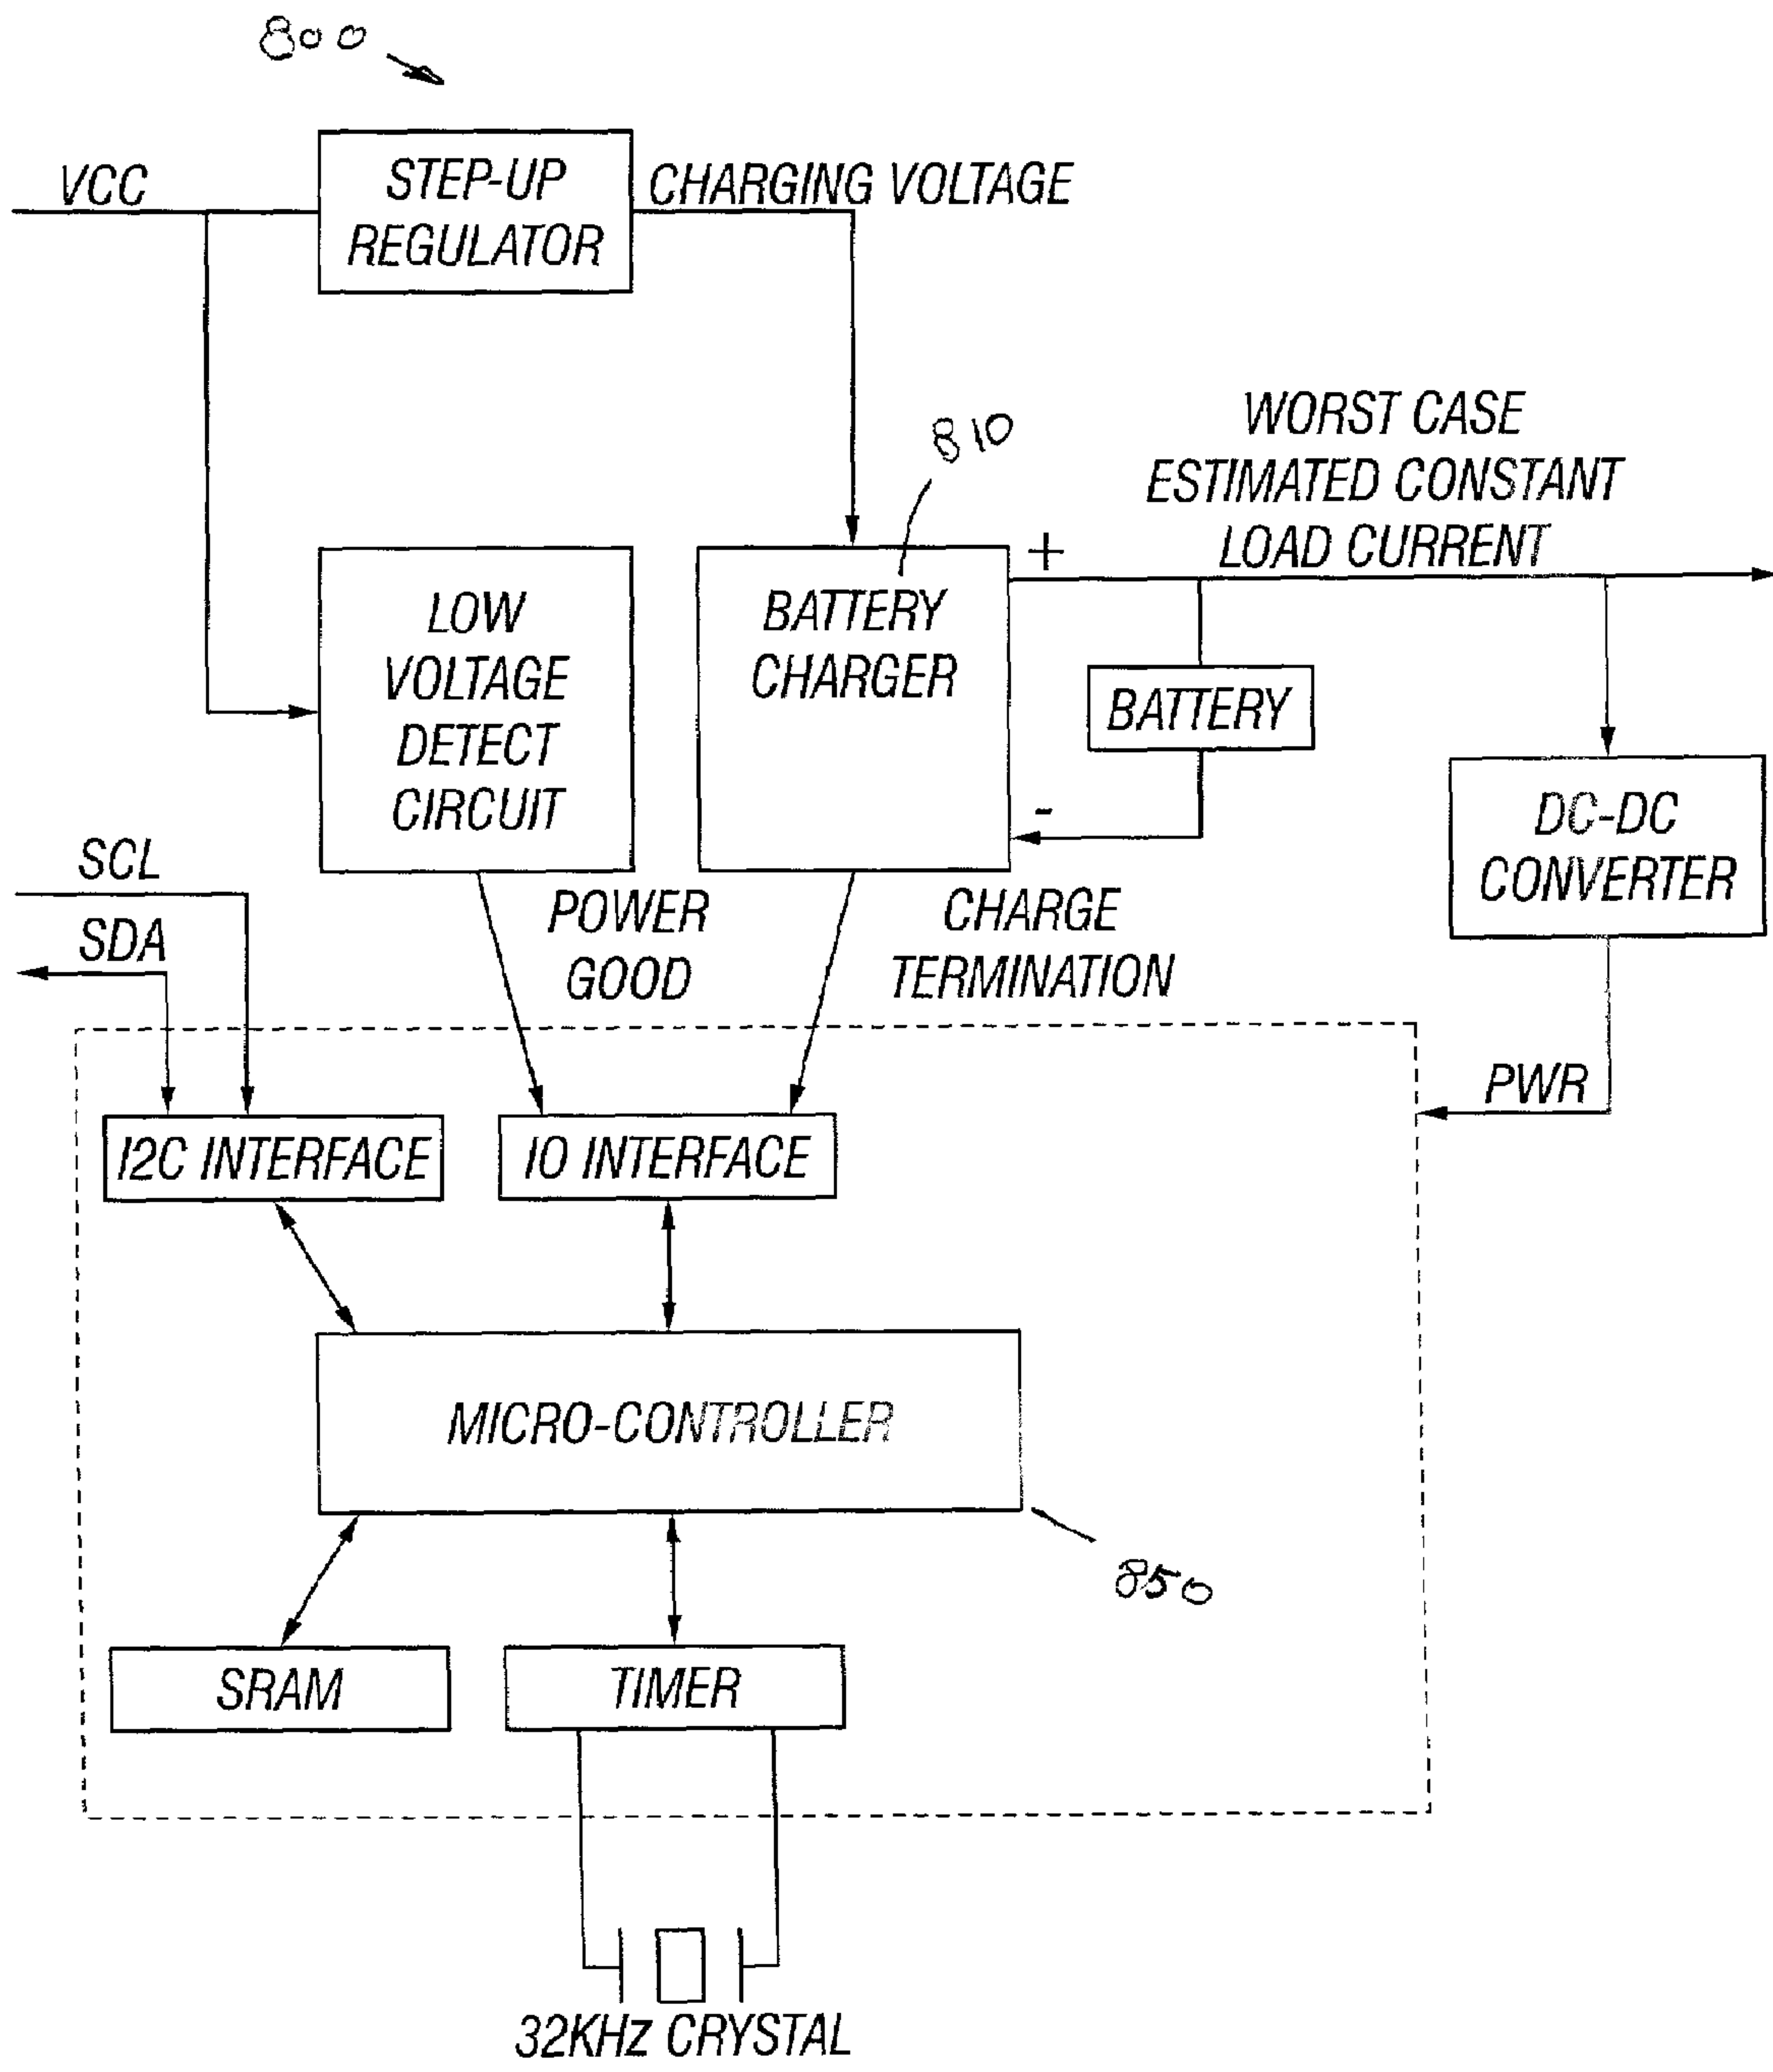 800
VCC
STEP-UP
REGULATOR
CHARGING VOLTAGE
810
WORST CASE
ESTIMATED CONSTANT
LOAD CURRENT
LOW
VOLTAGE
DETECT
CIRCUIT
BATTERY
CHARGER
+
-
BATTERY
DC-DC
CONVERTER
SCL
SDA
POWER
GOOD
CHARGE
TERMINATION
PWR
I2C INTERFACE
IO INTERFACE
MICRO-CONTROLLER
850
SRAM
TIMER
32KHz CRYSTAL